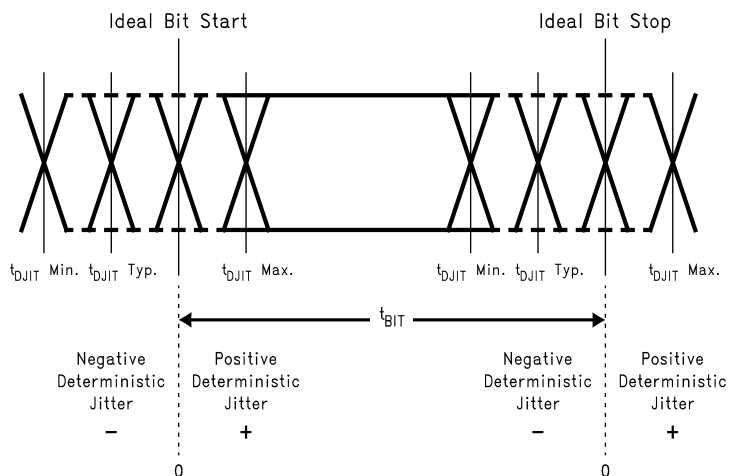 Ideal Bit Start Ideal Bit Stop
tDJIT Min. tDJIT Typ. tDJIT Max. tDJIT Min. tDJIT Typ. tDJIT Max.
tBIT
Negative Positive Negative Positive
Deterministic Deterministic Deterministic Deterministic
Jitter Jitter Jitter Jitter
− + − +
0 0